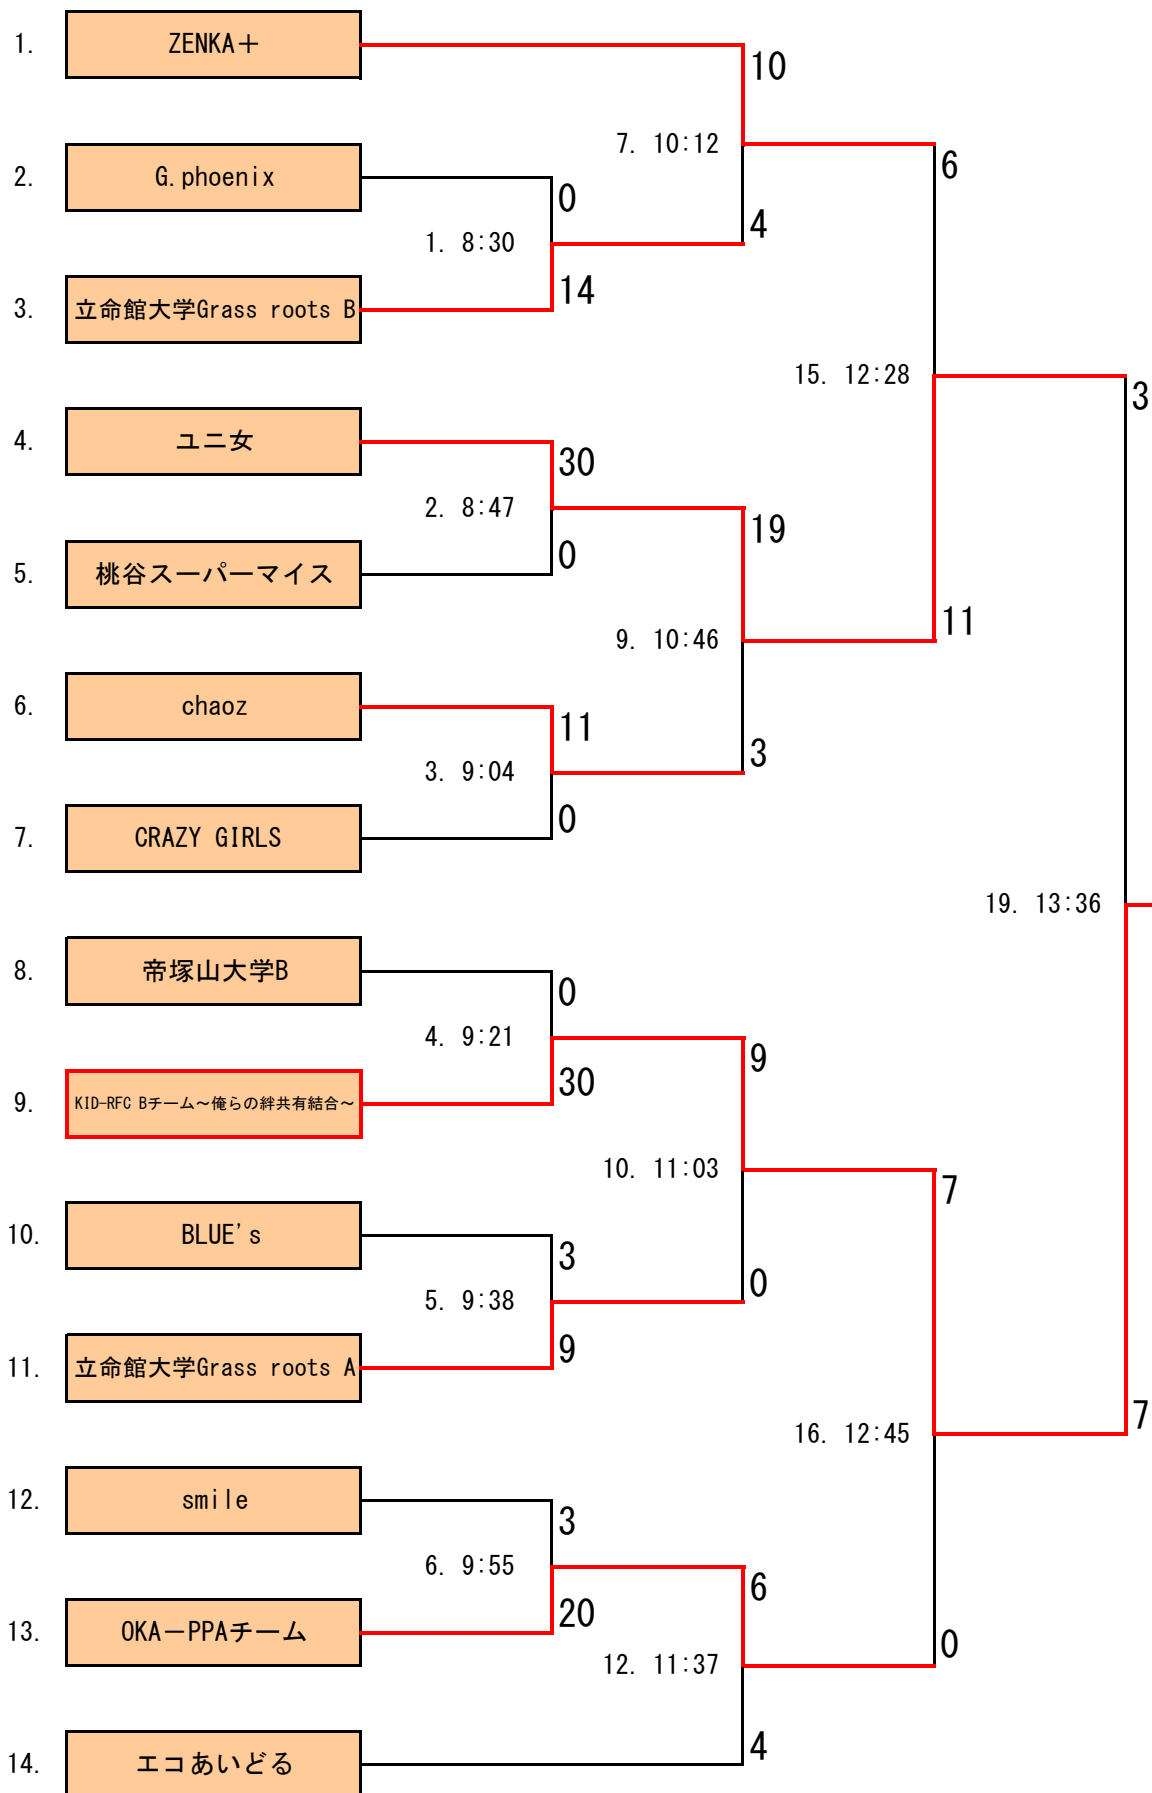 1. ZENKA＋
10
7. 10:12
6
2. G.phoenix
0
4
1. 8:30
14
3. 立命館大学Grass roots B
15. 12:28
3
4. ユニ女
30
2. 8:47
19
0
5. 桃谷スーパーマイス
11
9. 10:46
6. chaoz
11
3
3. 9:04
0
7. CRAZY GIRLS
19. 13:36
8. 帝塚山大学B
0
4. 9:21
9
30
9. KID-RFC Bチーム～俺らの絆共有結合～
10. 11:03
7
10. BLUE's
3
0
5. 9:38
9
11. 立命館大学Grass roots A
7
16. 12:45
12. smile
3
6. 9:55
6
20
13. OKA－PPAチーム
0
12. 11:37
4
14. エコあいどる